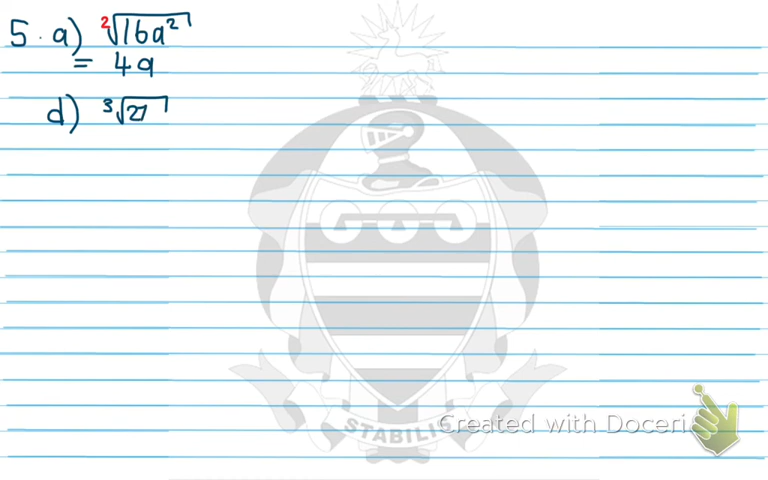 5. a) ²√16a²
= 4a
d) ³√27
STABILI
Created with Doceri